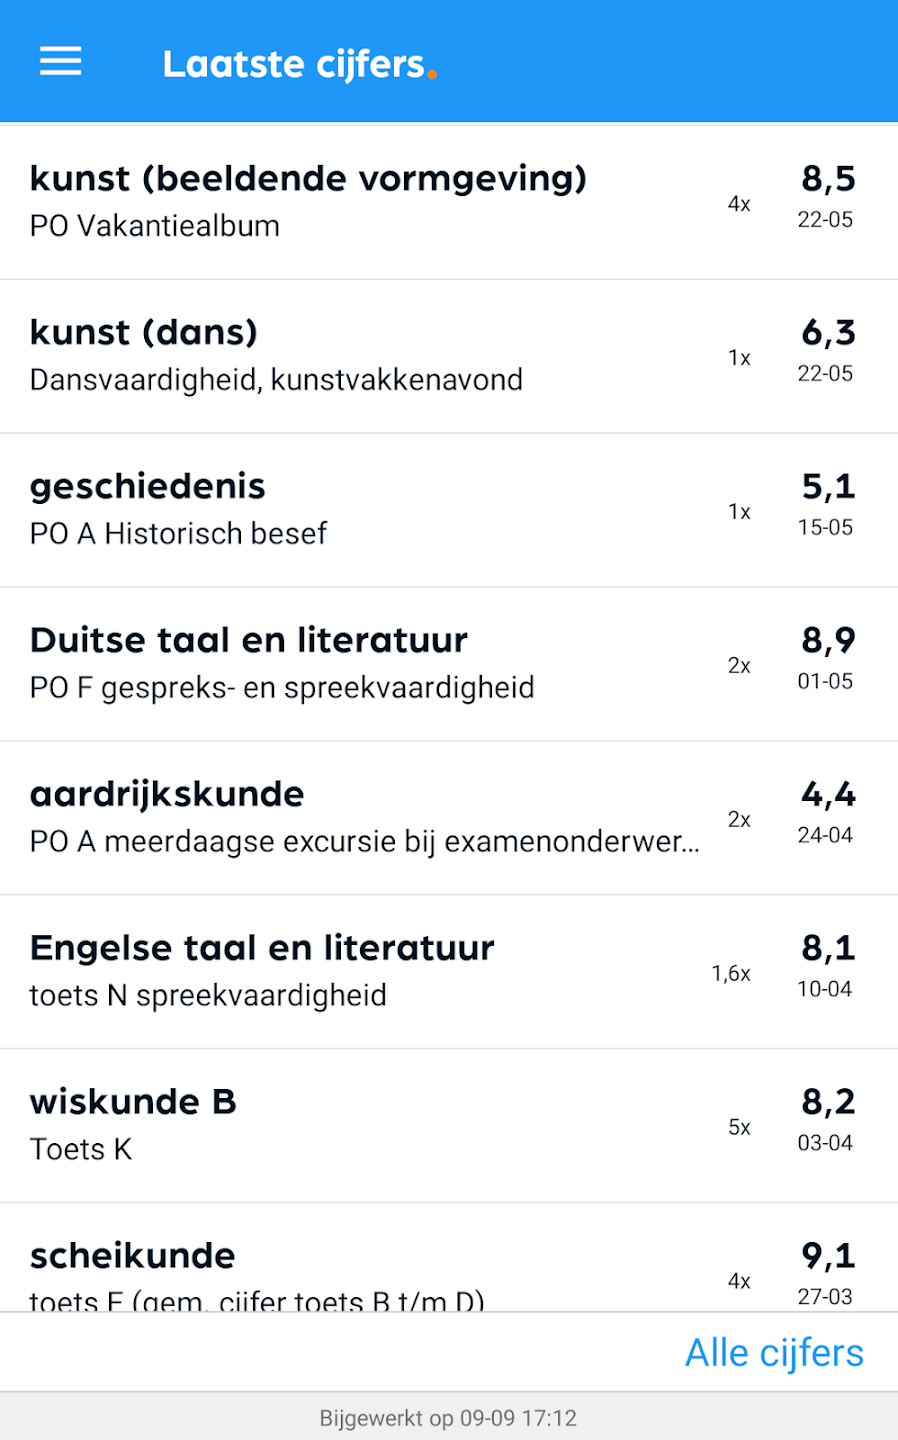 Laatste cijfers.
kunst (beeldende vormgeving)
8,5
PO Vakantiealbum
4x
22-05
kunst (dans)
6,3
Dansvaardigheid, kunstvakkenavond
1x
22-05
geschiedenis
5,1
PO A Historisch besef
1x
15-05
Duitse taal en literatuur
8,9
PO F gespreks- en spreekvaardigheid
2x
01-05
aardrijkskunde
4,4
PO A meerdaagse excursie bij examenonderwer...
2x
24-04
Engelse taal en literatuur
8,1
toets N spreekvaardigheid
1,6x
10-04
wiskunde B
8,2
Toets K
5x
03-04
scheikunde
9,1
toets E (gem. cijfer toets B t/m D)
4x
27-03
Alle cijfers
Bijgewerkt op 09-09 17:12